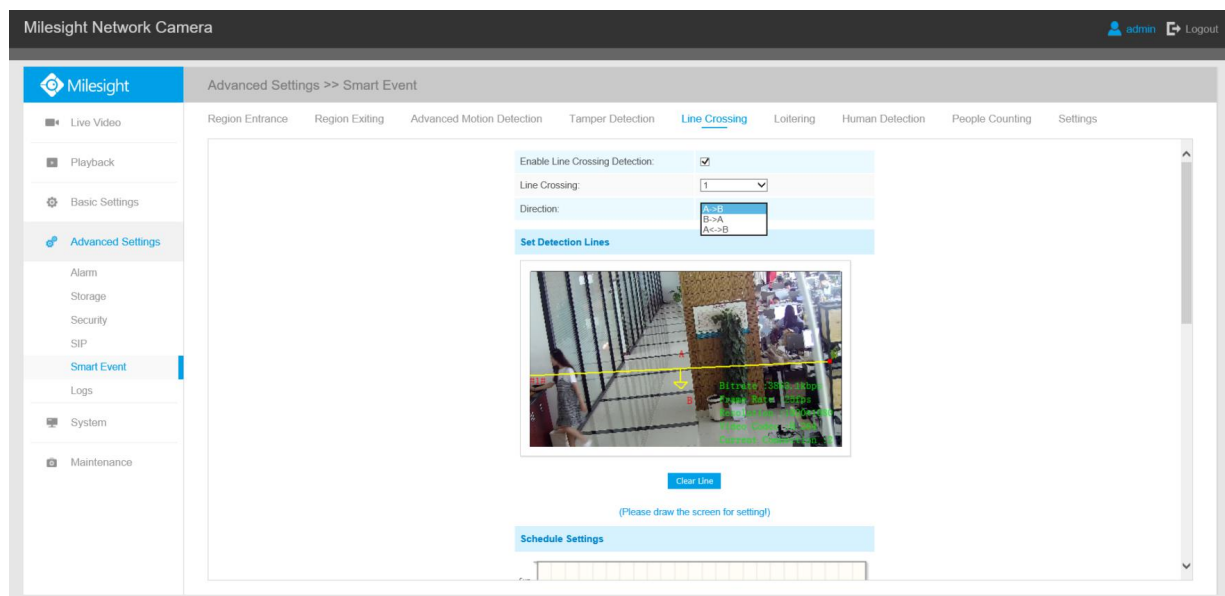 Milesight Network Camera
admin Logout
Milesight
Advanced Settings >> Smart Event
Live Video
Playback
Basic Settings
Advanced Settings
Alarm
Storage
Security
SIP
Smart Event
Logs
System
Maintenance
Region Entrance Region Exiting Advanced Motion Detection Tamper Detection Line Crossing Loitering Human Detection People Counting Settings
Enable Line Crossing Detection:
Line Crossing: 1
Direction: A->B
B->A
A<->B
Set Detection Lines
A
B
Bitrate
Frame Rate
Clear Line
(Please draw the screen for setting!)
Schedule Settings